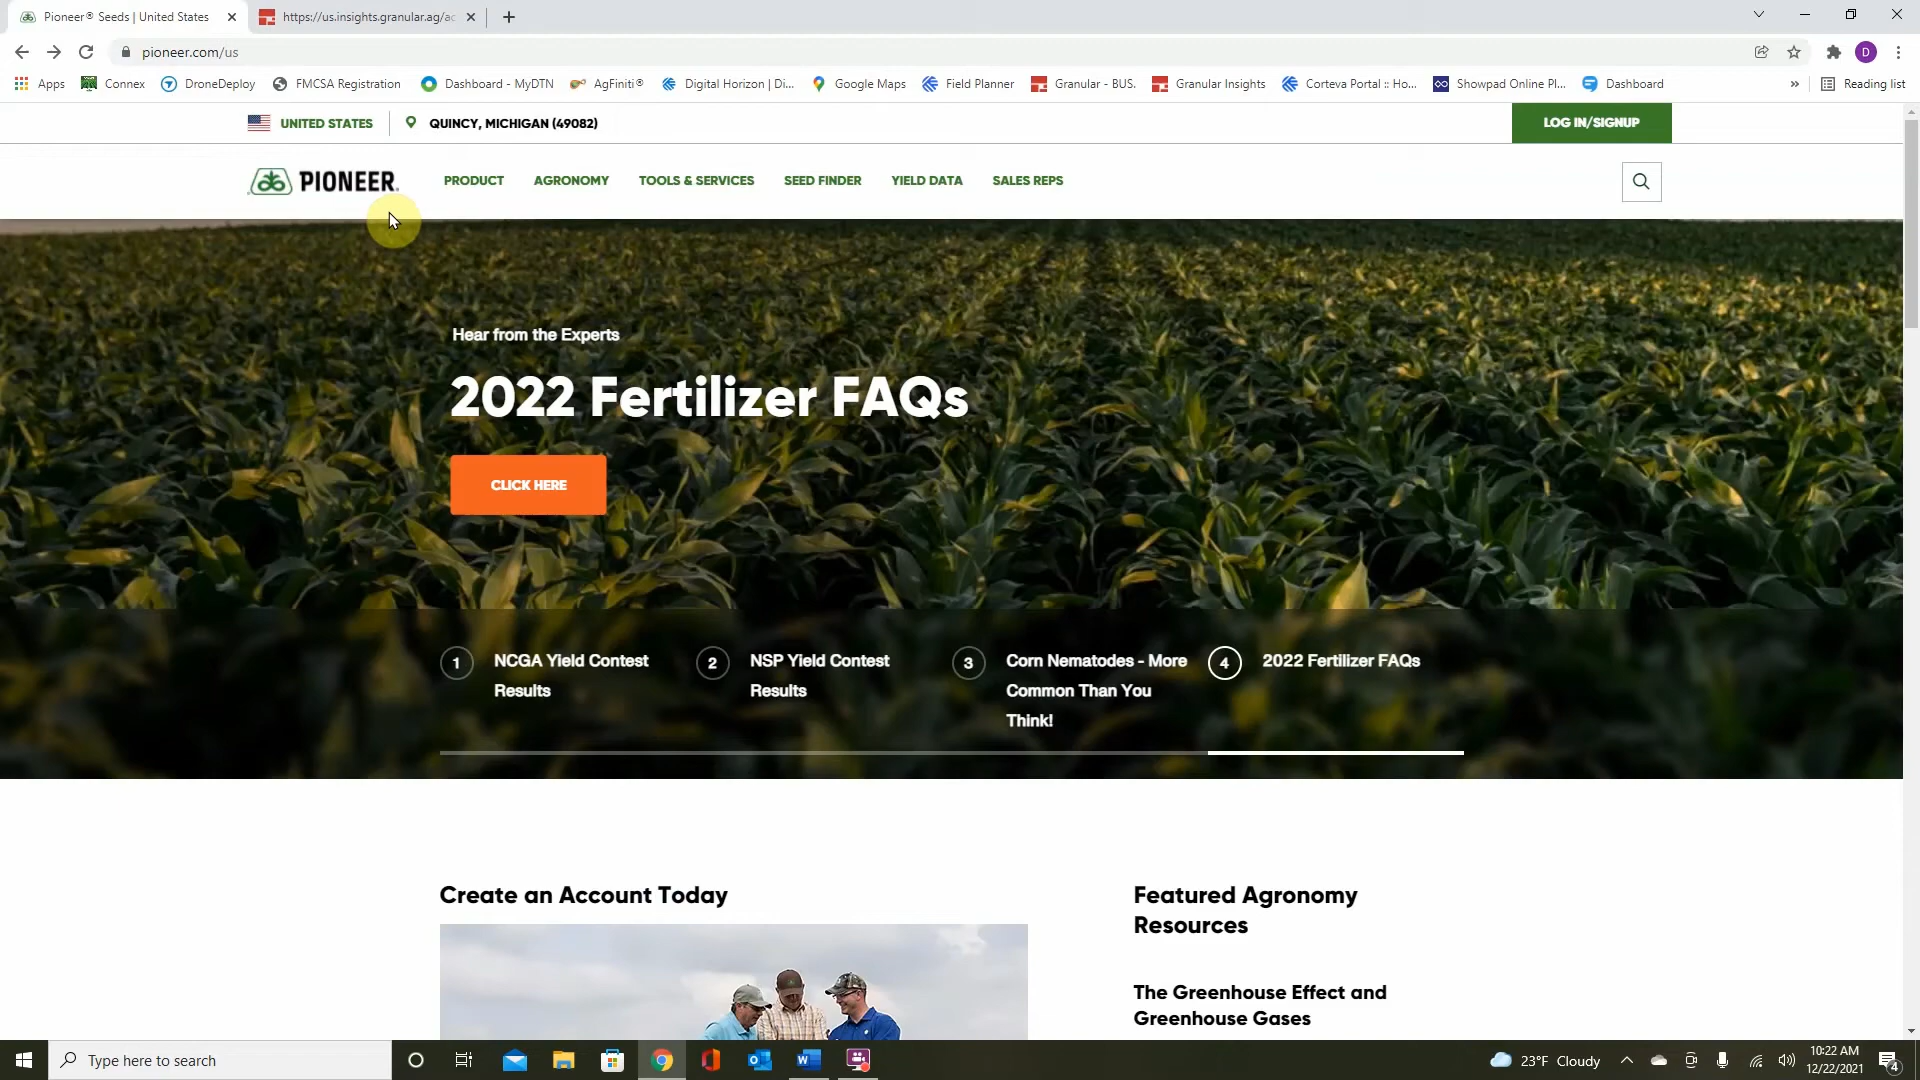 Pioneer® Seeds | United States
https://us.insights.granular.ag/ac
pioneer.com/us
D
Apps
Connex
DroneDeploy
FMCSA Registration
Dashboard - MyDTN
AgFiniti®
Digital Horizon | Di...
Google Maps
Field Planner
Granular - BUS.
Granular Insights
Corteva Portal :: Ho...
Showpad Online Pl...
Dashboard
»
Reading list
UNITED STATES
QUINCY, MICHIGAN (49082)
LOG IN/SIGNUP
PIONEER.
PRODUCT
AGRONOMY
TOOLS & SERVICES
SEED FINDER
YIELD DATA
SALES REPS
Hear from the Experts
2022 Fertilizer FAQs
CLICK HERE
1
NCGA Yield Contest
Results
2
NSP Yield Contest
Results
3
Corn Nematodes - More
Common Than You
Think!
4
2022 Fertilizer FAQs
Create an Account Today
Featured Agronomy
Resources
The Greenhouse Effect and
Greenhouse Gases
Type here to search
23°F Cloudy
10:22 AM
12/22/2021
4